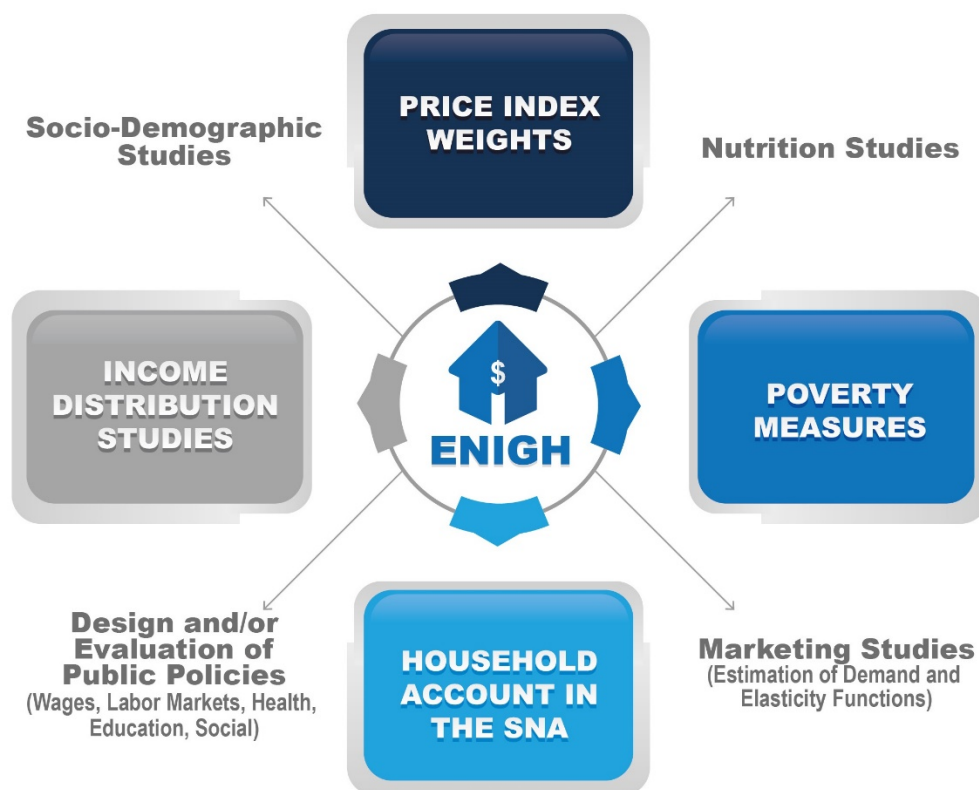 PRICE INDEX
WEIGHTS
Socio-Demographic
Studies
Nutrition Studies
INCOME
DISTRIBUTION
STUDIES
$
ENIGH
POVERTY
MEASURES
Design and/or
Evaluation of
Public Policies
(Wages, Labor Markets, Health,
Education, Social)
HOUSEHOLD
ACCOUNT IN
THE SNA
Marketing Studies
(Estimation of Demand and
Elasticity Functions)